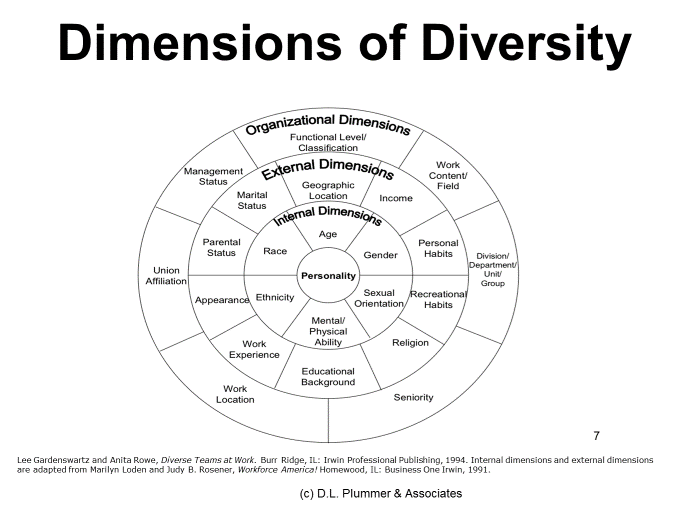 Dimensions of Diversity
Organizational Dimensions
Functional Level/
Classification
Management
Status
Work
Content/
Field
External Dimensions
Geographic
Location
Marital
Status
Income
Internal Dimensions
Age
Parental
Status
Race
Gender
Personal
Habits
Union
Affiliation
Personality
Division/
Department/
Unit/
Group
Appearance
Ethnicity
Sexual
Orientation
Recreational
Habits
Mental/
Physical
Ability
Work
Experience
Religion
Educational
Background
Work
Location
Seniority
7
Lee Gardenswartz and Anita Rowe, Diverse Teams at Work. Burr Ridge, IL: Irwin Professional Publishing, 1994. Internal dimensions and external dimensions
are adapted from Marilyn Loden and Judy B. Rosener, Workforce America! Homewood, IL: Business One Irwin, 1991.
(c) D.L. Plummer & Associates